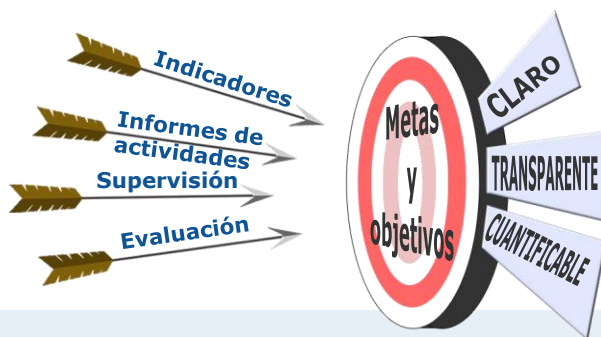 Indicadores
Informes de
actividades
Supervisión
Evaluación
Metas
y
objetivos
CLARO
TRANSPARENTE
CUANTIFICABLE